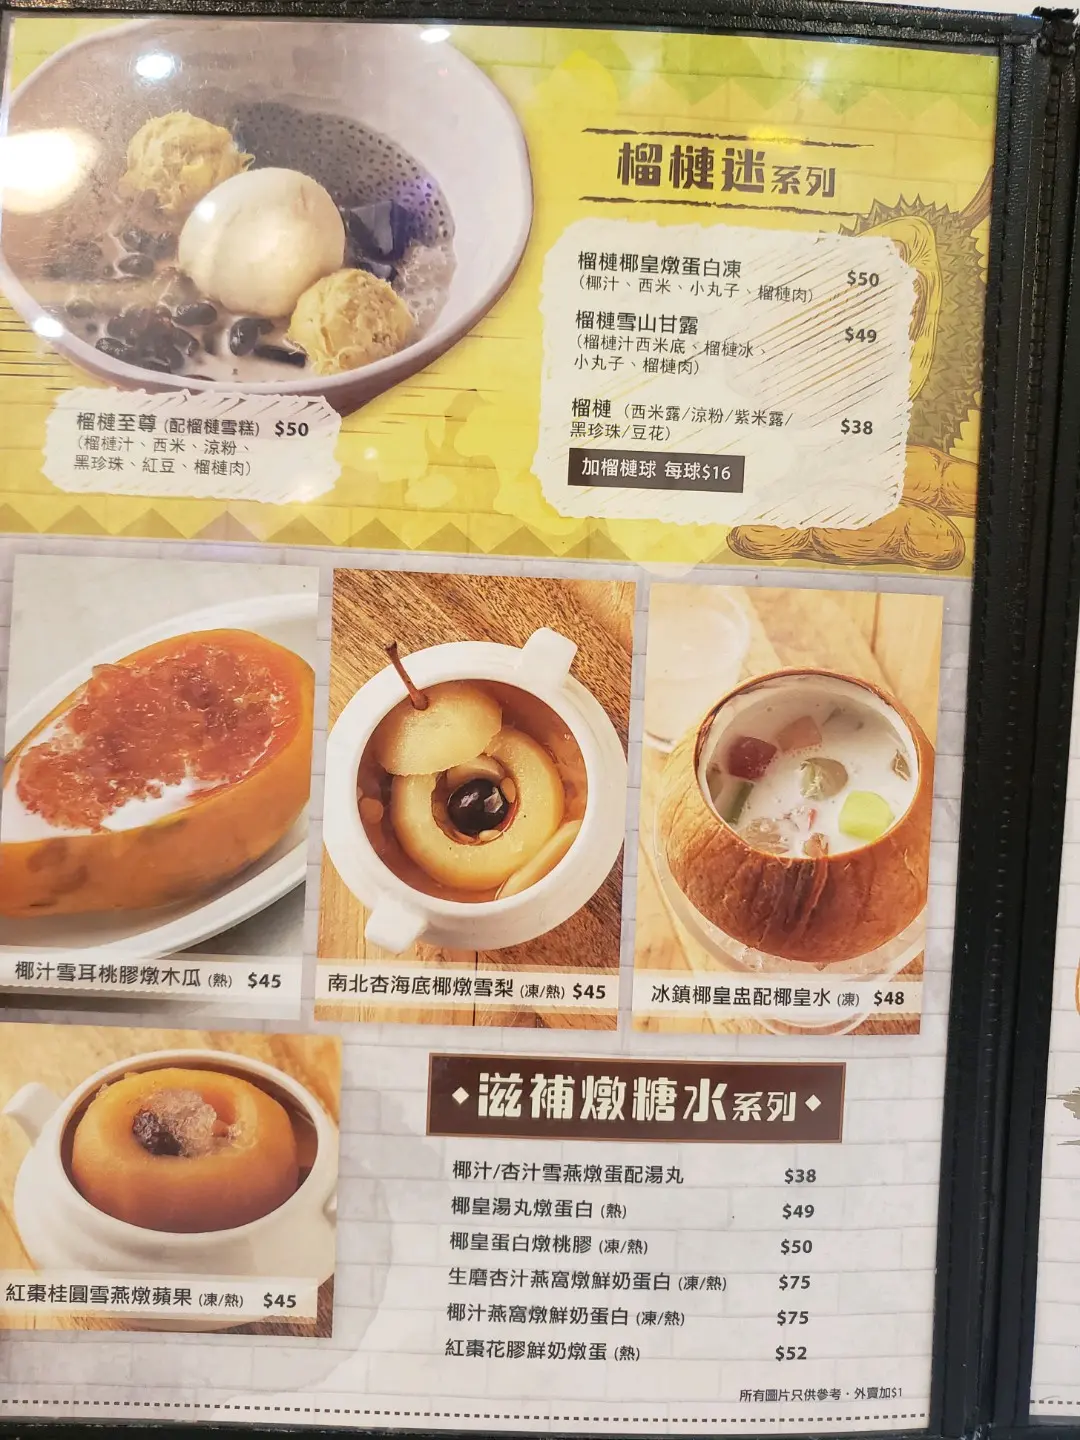 榴槤迷系列
榴槤椰皇燉蛋白凍 $50
（椰汁、西米、小丸子、榴槤肉）
榴槤雪山甘露 $49
（榴槤汁西米底、榴槤冰、
小丸子、榴槤肉）
榴槤（西米露/涼粉/紫米露/
黑珍珠/豆花） $38
加榴槤球 每球$16
榴槤至尊 (配榴槤雪糕) $50
（榴槤汁、西米、涼粉、
黑珍珠、紅豆、榴槤肉）
椰汁雪耳桃膠燉木瓜 (熱) $45
南北杏海底椰燉雪梨 (凍/熱) $45
冰鎮椰皇盅配椰皇水 (凍) $48
紅棗桂圓雪燕燉蘋果 (凍/熱) $45
滋補燉糖水系列
椰汁/杏汁雪燕燉蛋配湯丸 $38
椰皇湯丸燉蛋白 (熱) $49
椰皇蛋白燉桃膠 (凍/熱) $50
生磨杏汁燕窩燉鮮奶蛋白 (凍/熱) $75
椰汁燕窩燉鮮奶蛋白 (凍/熱) $75
紅棗花膠鮮奶燉蛋 (熱) $52
所有圖片只供參考・外賣加$1